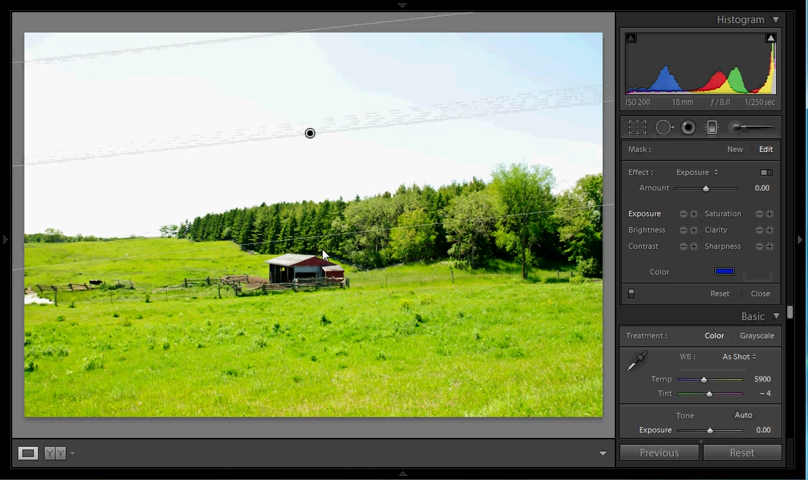 Histogram
ISO 200 18 mm ƒ / 8.0 1/250 sec
Mask : New Edit
Effect : Exposure
Amount 0.00
Exposure Saturation
Brightness Clarity
Contrast Sharpness
Color
Reset Close
Basic
Treatment : Color Grayscale
WB : As Shot
Temp 5900
Tint – 4
Tone Auto
Exposure 0.00
Previous Reset
Y Y